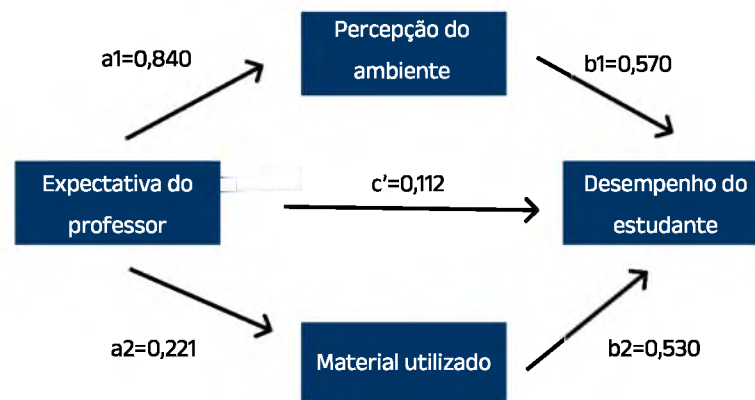 Percepção do
ambiente
a1=0,840
b1=0,570
Expectativa do
professor
c'=0,112
Desempenho do
estudante
a2=0,221
Material utilizado
b2=0,530